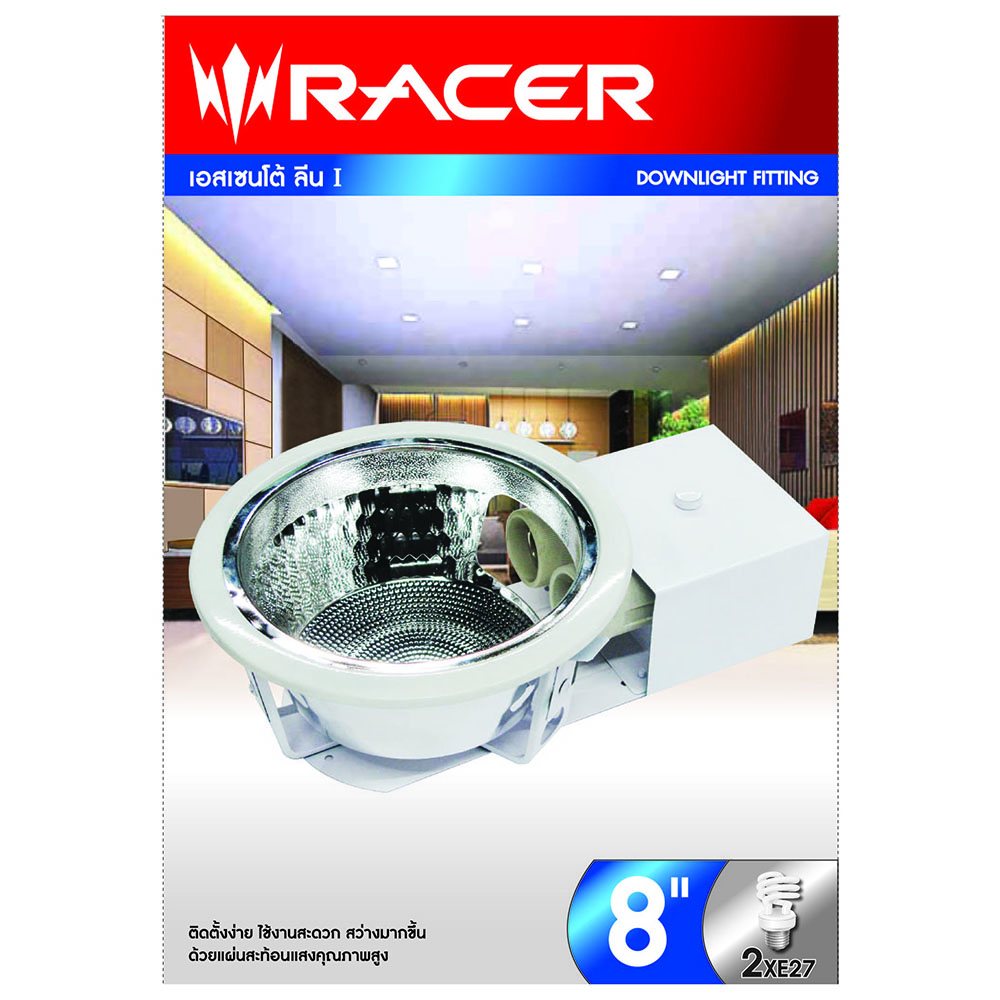 RACER
เอสเซนโต้ ลีน I
DOWNLIGHT FITTING
8"
2XE27
ติดตั้งง่าย ใช้งานสะดวก สว่างมากขึ้น
ด้วยแผ่นสะท้อนแสงคุณภาพสูง